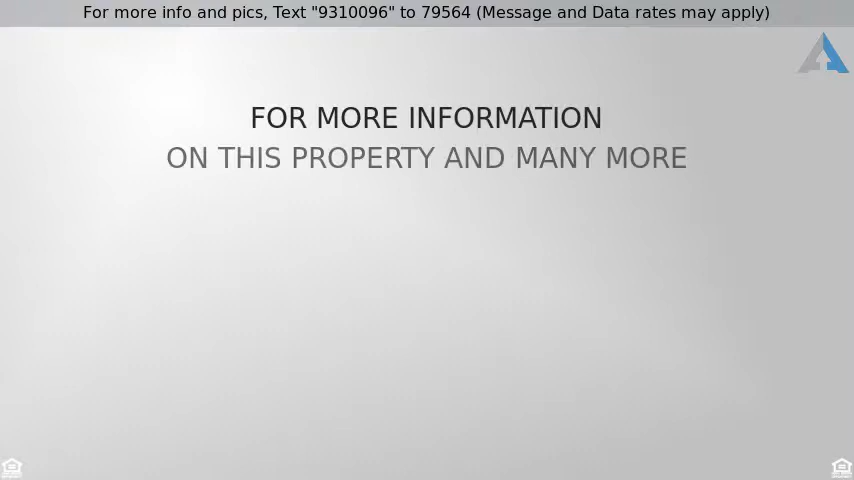 For more info and pics, Text "9310096" to 79564 (Message and Data rates may apply)
FOR MORE INFORMATION
ON THIS PROPERTY AND MANY MORE